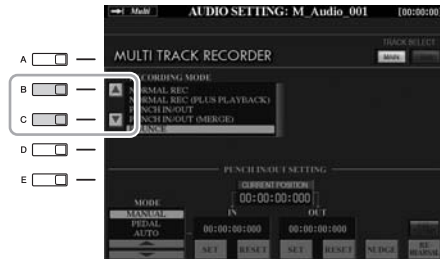 Multi AUDIO SETTING: M_Audio_001 [00:00:00
TRACK SELECT
MULTI TRACK RECORDER
MAIN
RECORDING MODE
NORMAL REC
NORMAL REC (PLUS PLAYBACK)
PUNCH IN/OUT
PUNCH IN/OUT (MERGE)
BOUNCE
A
B
C
D
E
PUNCH IN/OUT SETTING
CURRENT POSITION
00:00:00:000
MODE
IN
OUT
MANUAL
PEDAL
AUTO
00:00:00:000
00:00:00:000
SET
RESET
SET
RESET
NUDGE
REHEARSAL